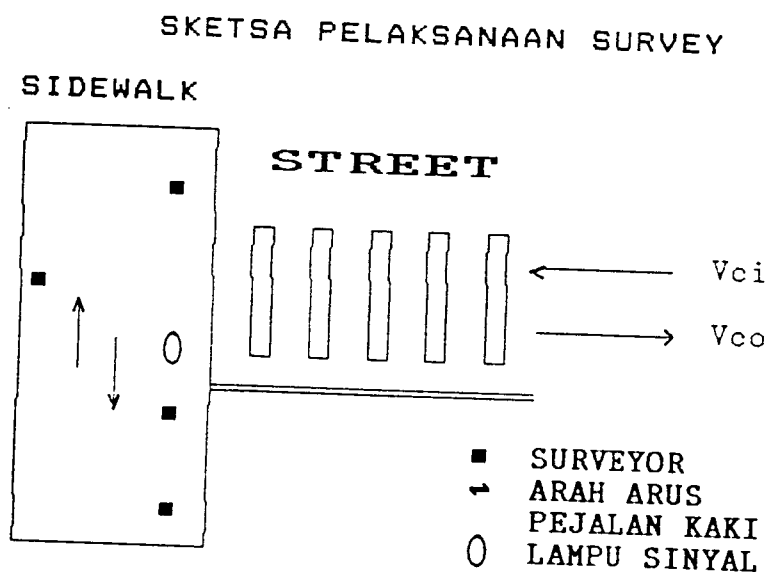 SKETSA PELAKSANAAN SURVEY
SIDEWALK
STREET
Vci
Vco
SURVEYOR
ARAH ARUS
PEJALAN KAKI
LAMPU SINYAL